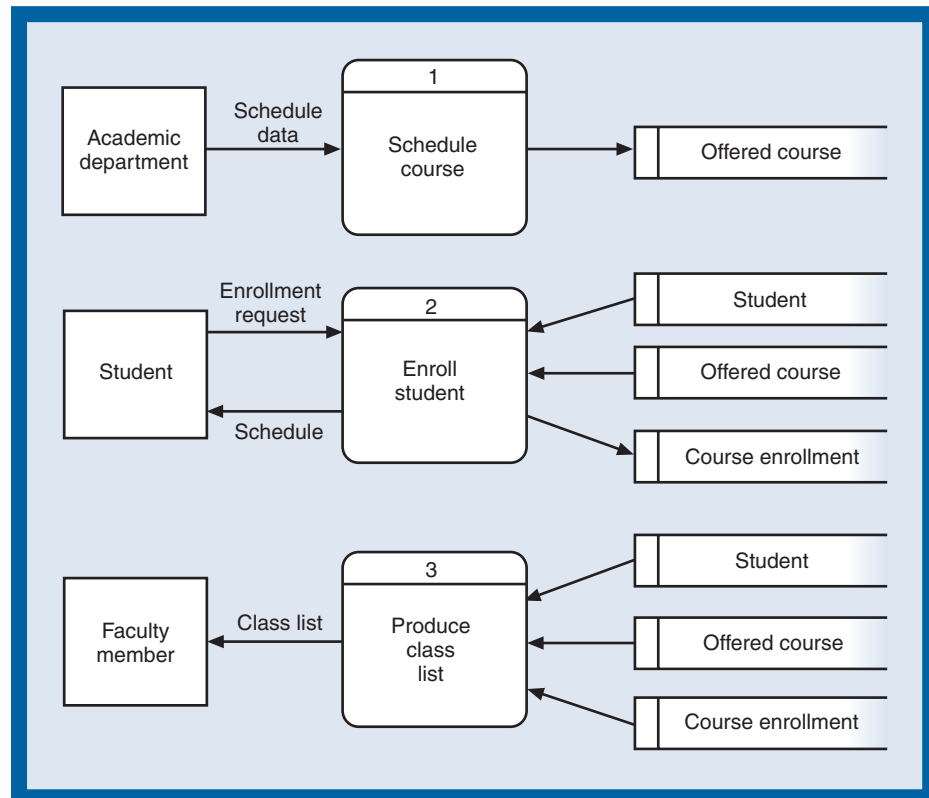 1
Academic
department
Schedule
data
Schedule
course
Offered course
Student
Enrollment
request
Schedule
2
Enroll
student
Student
Offered course
Course enrollment
Faculty
member
Class list
3
Produce
class
list
Student
Offered course
Course enrollment